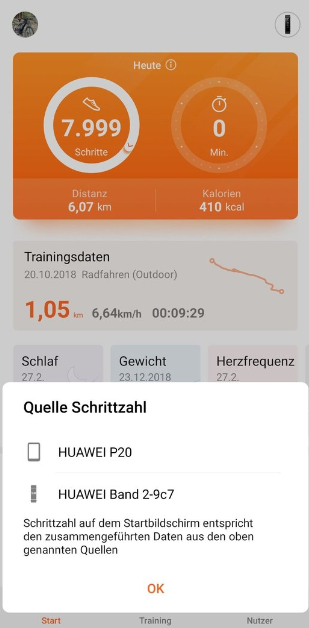 Heute
7.999
Schritte
0
Min.
Distanz
6,07 km
Kalorien
410 kcal
Trainingsdaten
20.10.2018 Radfahren (Outdoor)
1,05 km 6,64km/h 00:09:29
Schlaf
27.2.
Gewicht
23.12.2018
Herzfrequenz
27.2.
Quelle Schrittzahl
HUAWEI P20
HUAWEI Band 2-9c7
Schrittzahl auf dem Startbildschirm entspricht
den zusammengeführten Daten aus den oben
genannten Quellen
OK
Start Training Nutzer